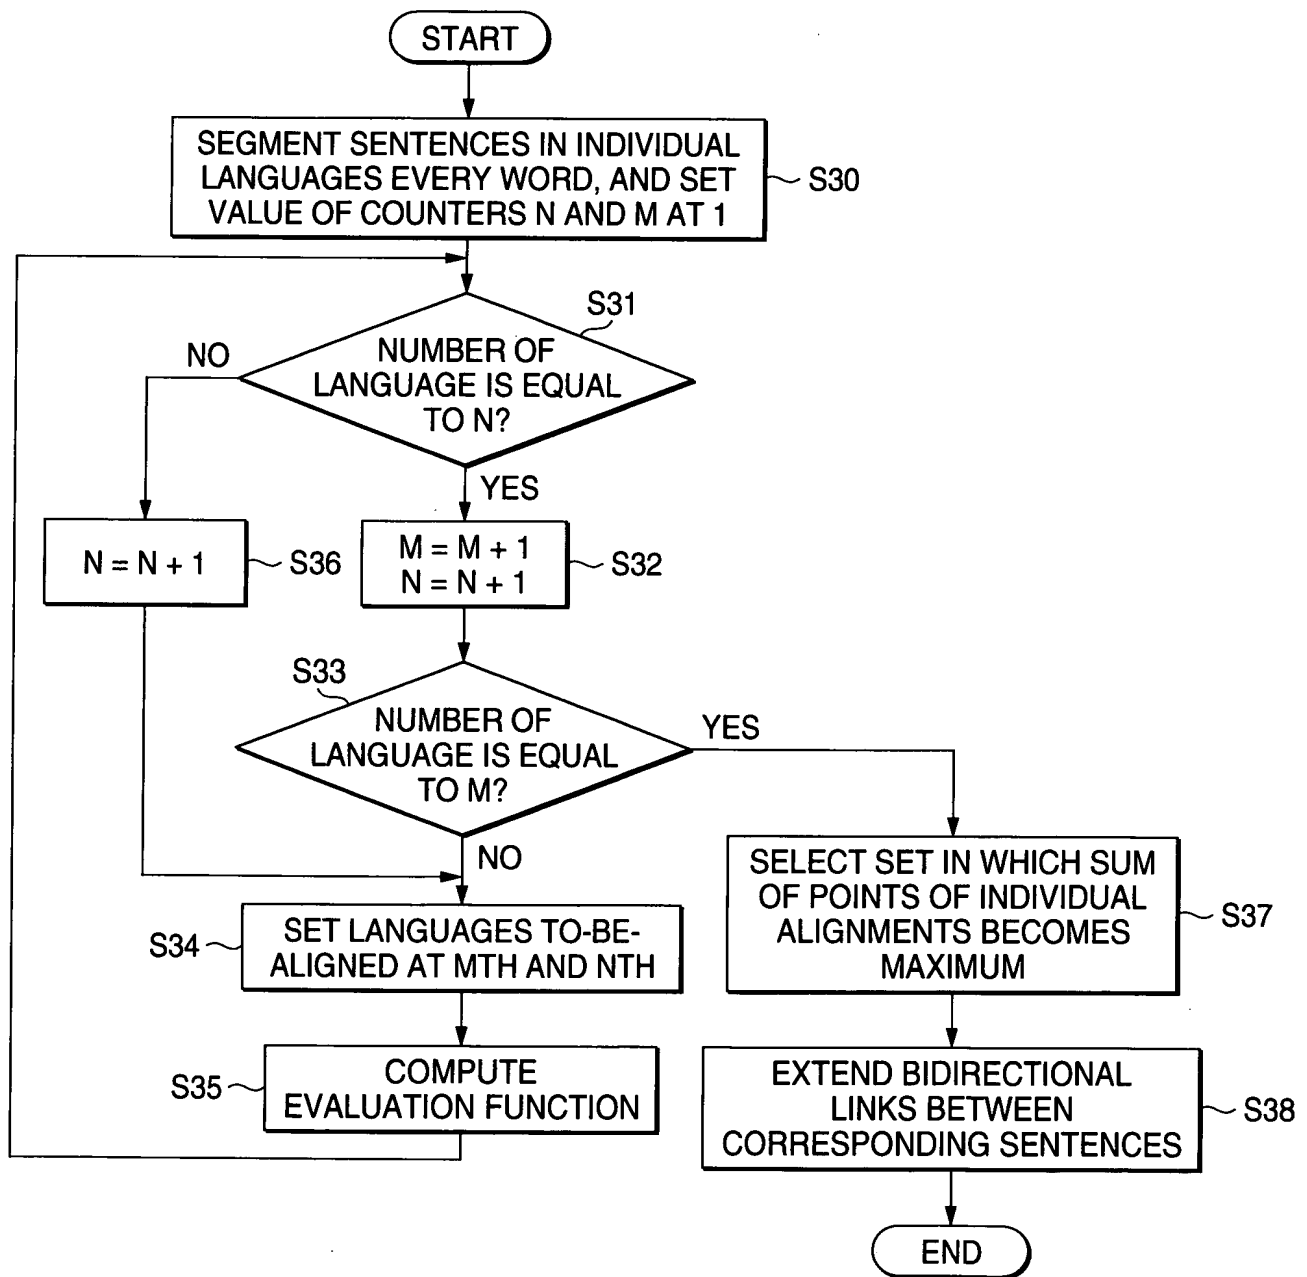 START
SEGMENT SENTENCES IN INDIVIDUAL
LANGUAGES EVERY WORD, AND SET
VALUE OF COUNTERS N AND M AT 1
S30
S31
NUMBER OF
LANGUAGE IS EQUAL
TO N?
NO
YES
N = N + 1
S36
M = M + 1
N = N + 1
S32
S33
NUMBER OF
LANGUAGE IS EQUAL
TO M?
YES
NO
S34
SET LANGUAGES TO-BE-
ALIGNED AT MTH AND NTH
SELECT SET IN WHICH SUM
OF POINTS OF INDIVIDUAL
ALIGNMENTS BECOMES
MAXIMUM
S37
S35
COMPUTE
EVALUATION FUNCTION
EXTEND BIDIRECTIONAL
LINKS BETWEEN
CORRESPONDING SENTENCES
S38
END